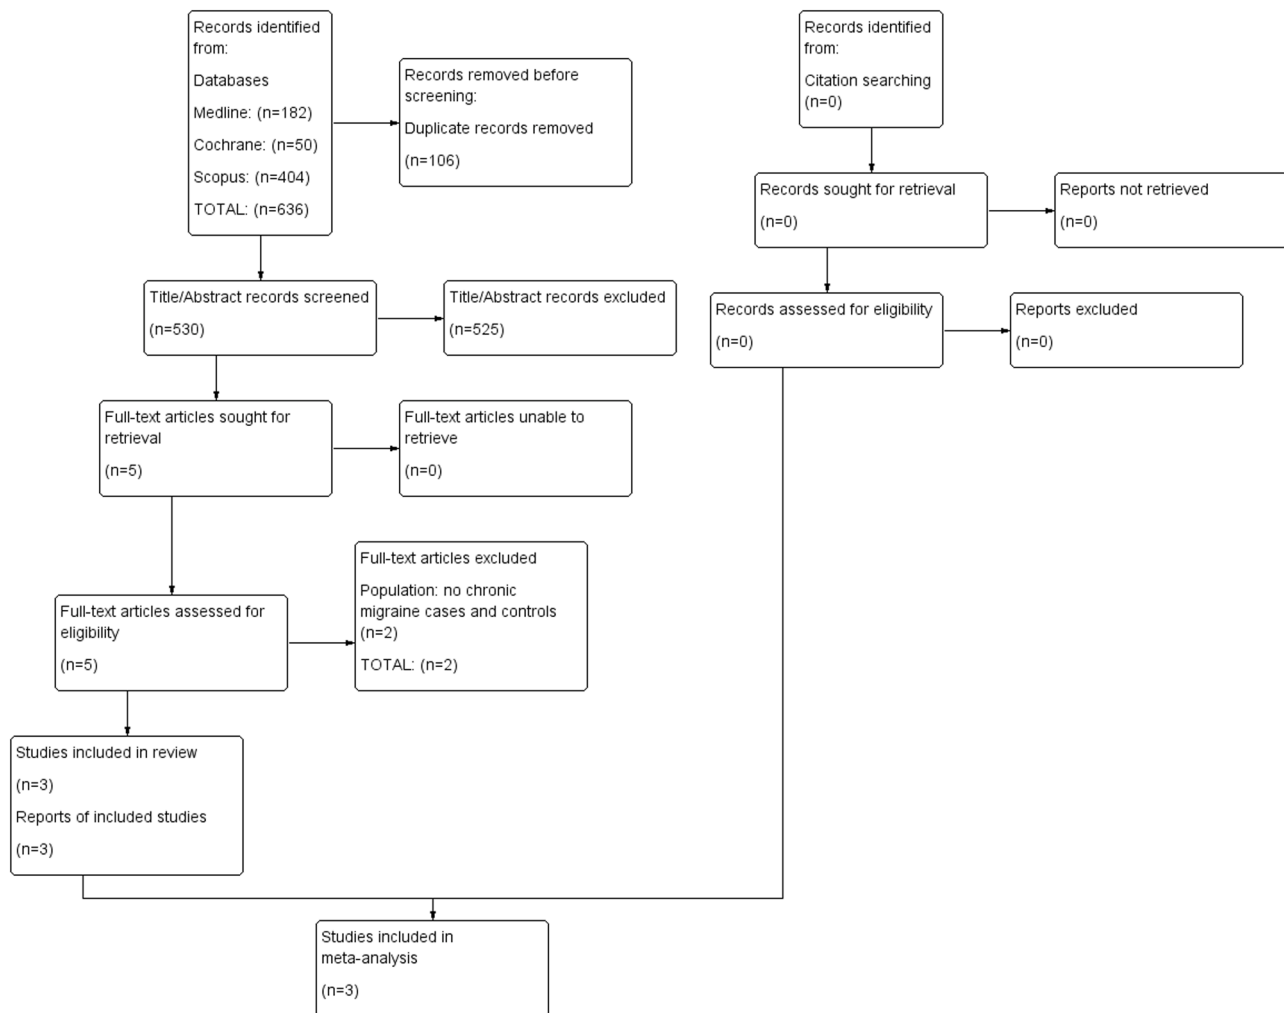 Records identified
from:
Databases
Medline: (n=182)
Cochrane: (n=50)
Scopus: (n=404)
TOTAL: (n=636)
Records removed before
screening:
Duplicate records removed
(n=106)
Title/Abstract records screened
(n=530)
Title/Abstract records excluded
(n=525)
Full-text articles sought for
retrieval
(n=5)
Full-text articles unable to
retrieve
(n=0)
Full-text articles assessed for
eligibility
(n=5)
Full-text articles excluded
Population: no chronic
migraine cases and controls
(n=2)
TOTAL: (n=2)
Studies included in review
(n=3)
Reports of included studies
(n=3)
Records identified
from:
Citation searching
(n=0)
Records sought for retrieval
(n=0)
Reports not retrieved
(n=0)
Records assessed for eligibility
(n=0)
Reports excluded
(n=0)
Studies included in
meta-analysis
(n=3)